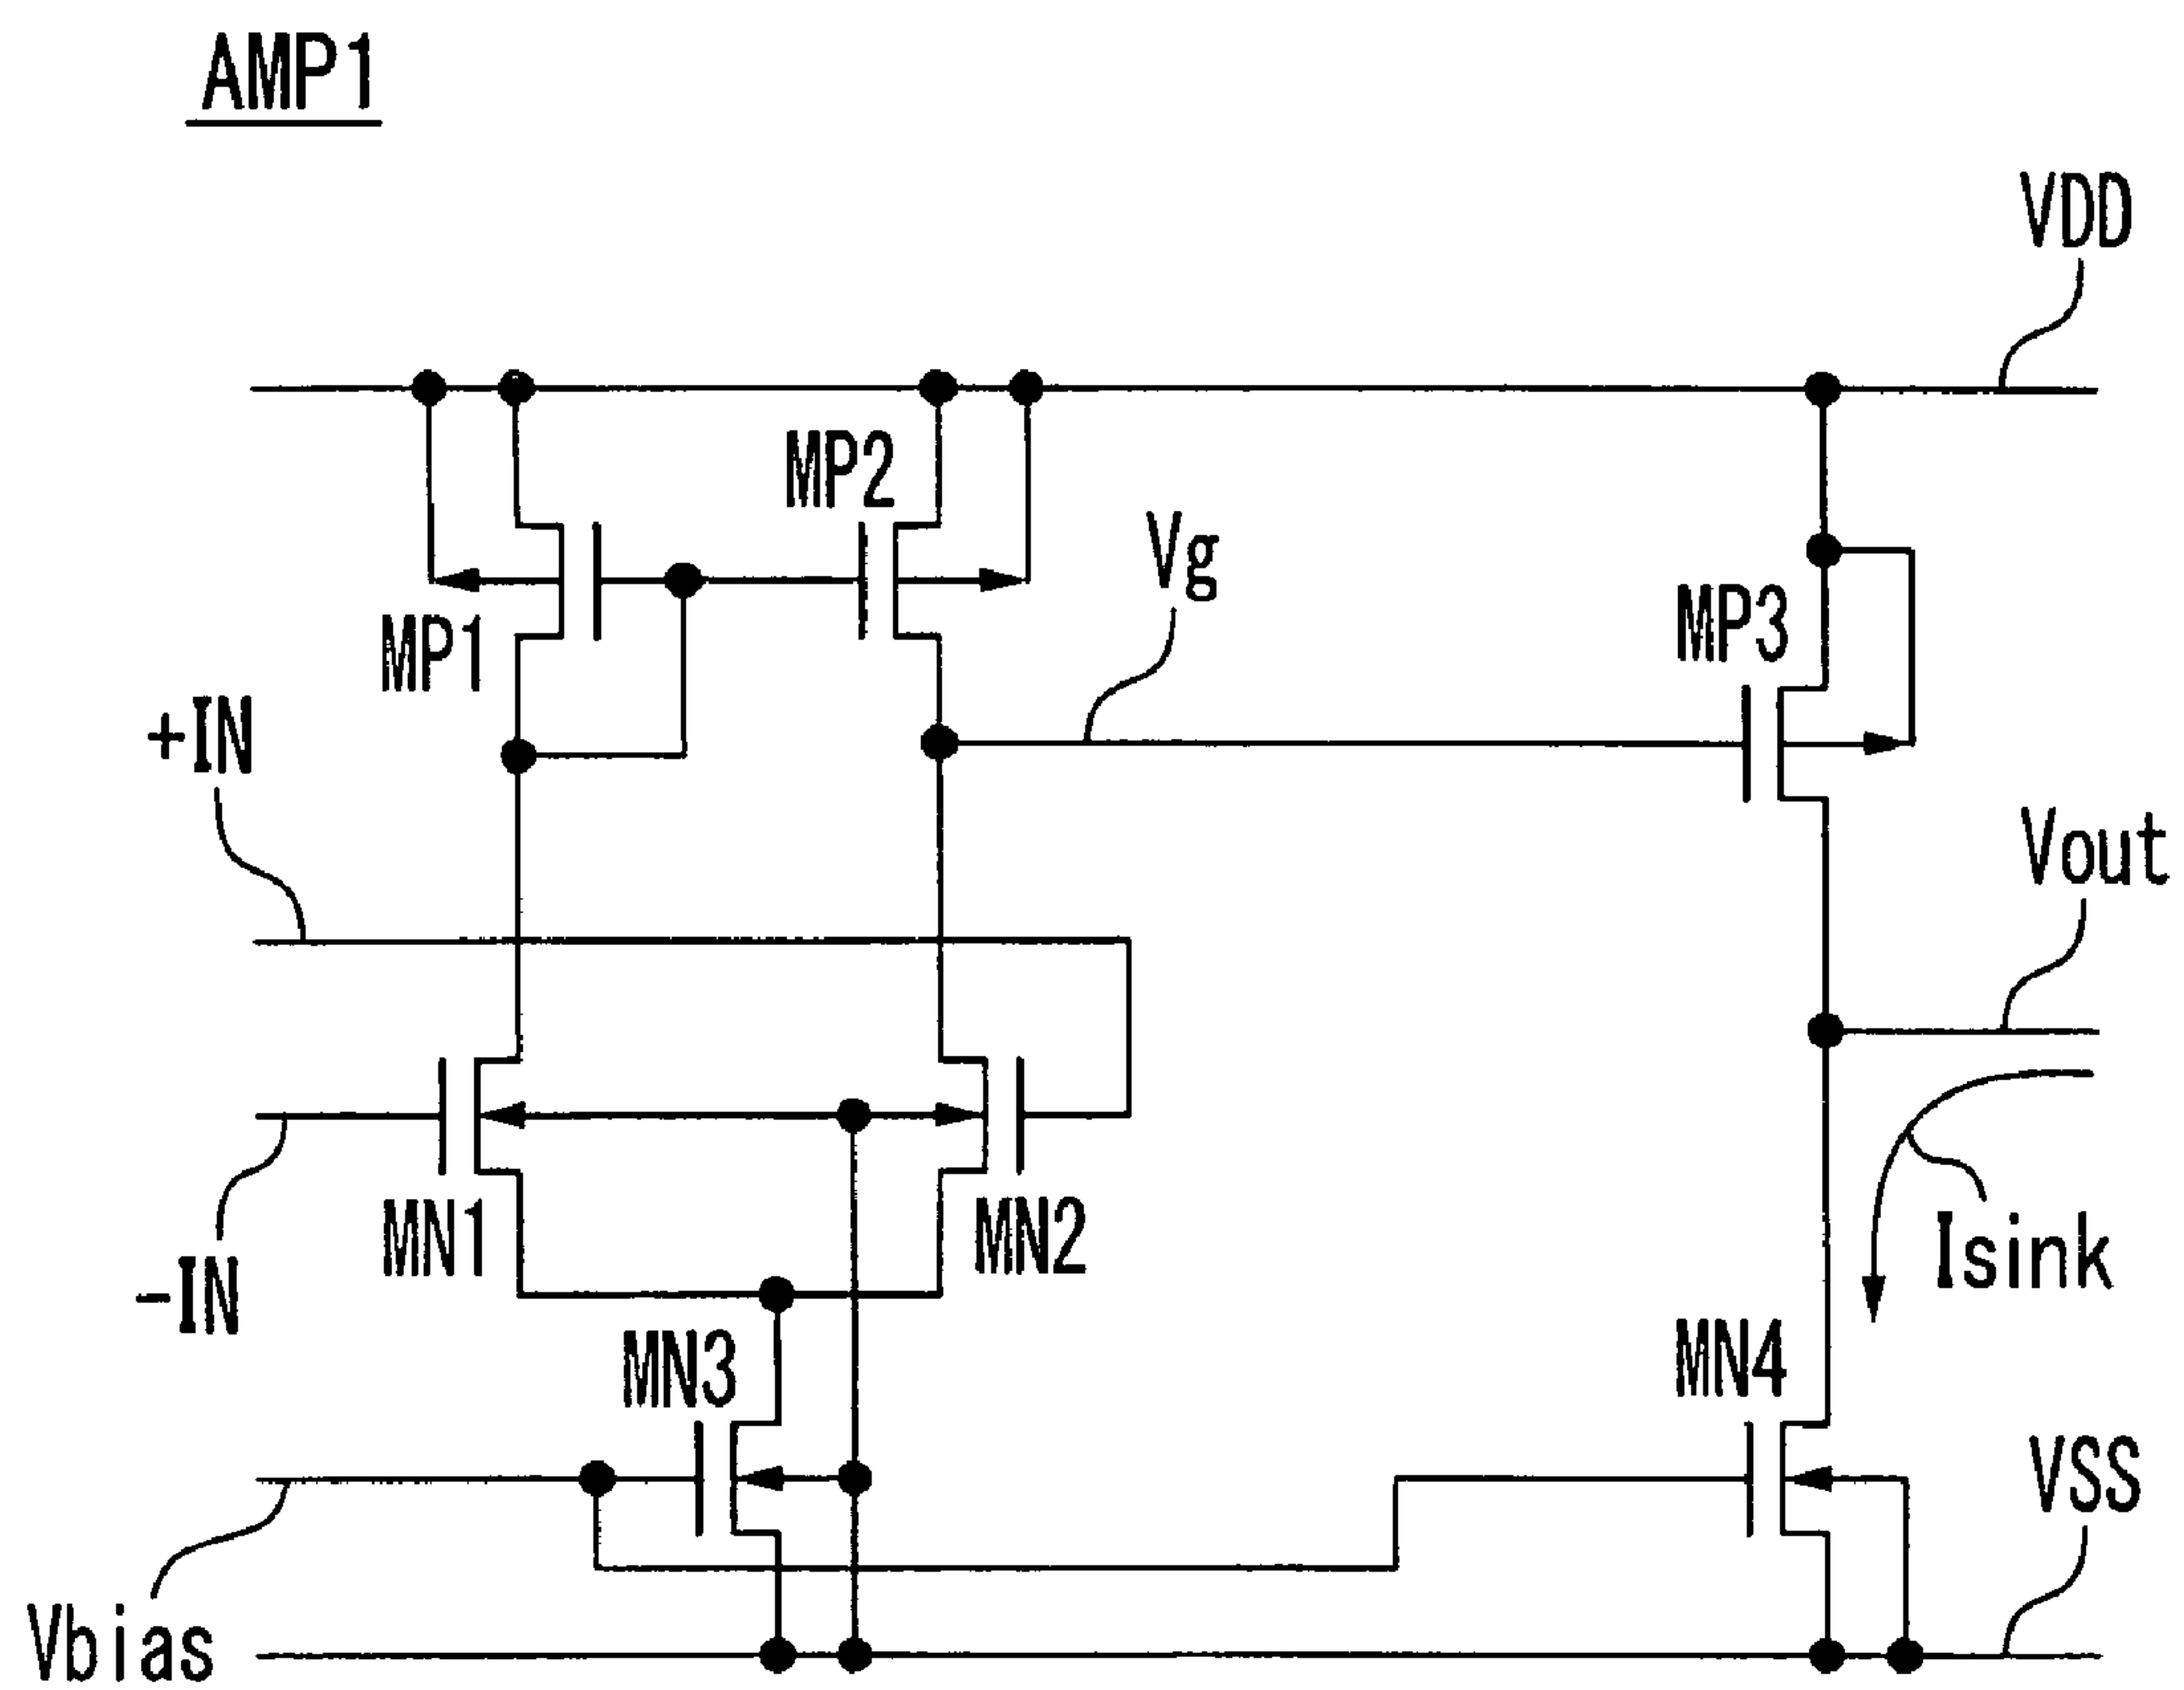 AMP1
VDD
MP2
Vg
MP3
MP1
+IN
Vout
MN1
MN2
-IN
Isink
MN3
MN4
VSS
Vbias